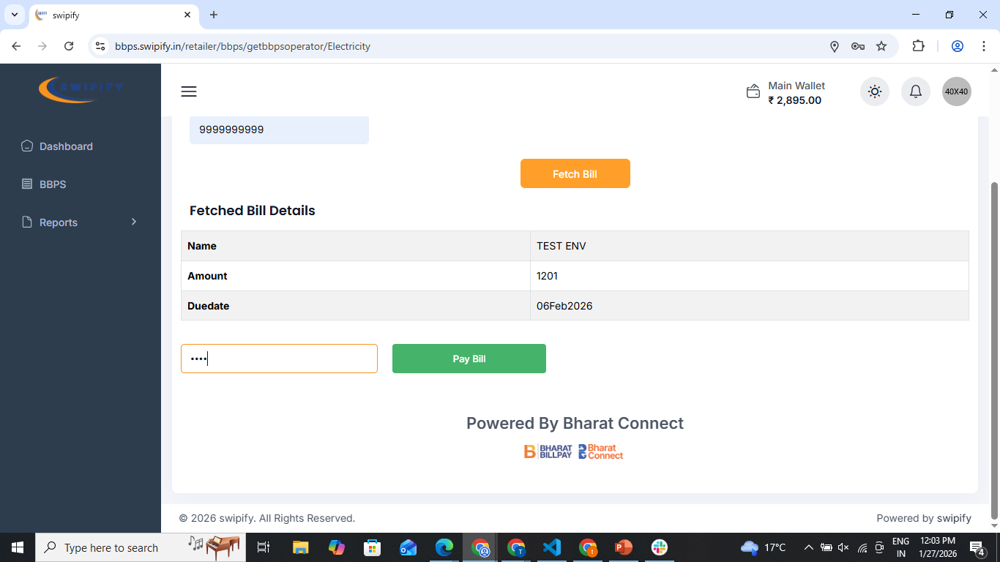 swipify
bbps.swipify.in/retailer/bbps/getbbpsoperator/Electricity
SWIPIFY
Main Wallet
₹ 2,895.00
40X40
Dashboard
BBPS
Reports
9999999999
Fetch Bill
Fetched Bill Details
Name TEST ENV
Amount 1201
Duedate 06Feb2026
•••• Pay Bill
Powered By Bharat Connect
BHARAT BILLPAY
Bharat Connect
© 2026 swipify. All Rights Reserved. Powered by swipify
Type here to search
17°C
ENG
IN
12:03 PM
1/27/2026
4